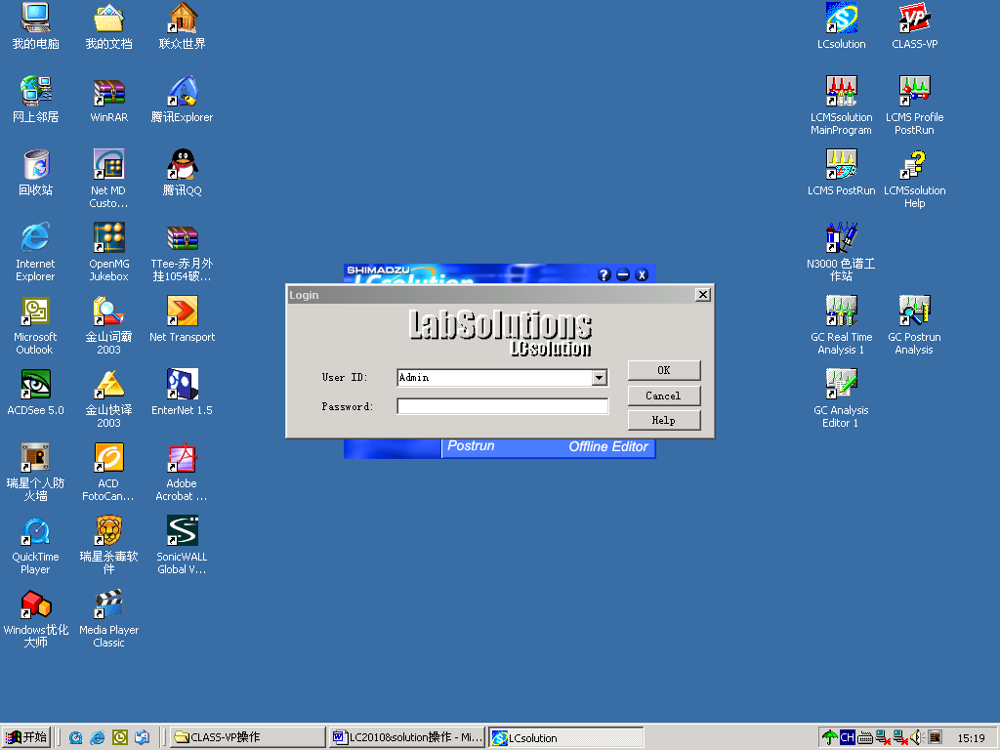 我的电脑
我的文档
联众世界
LCsolution
CLASS-VP
网上邻居
WinRAR
腾讯Explorer
LCMSsolution
MainProgram
LCMS Profile
PostRun
回收站
Net MD
Custo...
腾讯QQ
LCMS PostRun
LCMSsolution
Help
Internet
Explorer
OpenMG
Jukebox
TTee-赤月外
挂1054破...
N3000 色谱工
作站
Microsoft
Outlook
金山词霸
2003
Net Transport
GC Real Time
Analysis 1
GC Postrun
Analysis
ACDSee 5.0
金山快译
2003
EnterNet 1.5
GC Analysis
Editor 1
瑞星个人防
火墙
ACD
FotoCan...
Adobe
Acrobat ...
QuickTime
Player
瑞星杀毒软
件
SonicWALL
Global V...
Windows优化
大师
Media Player
Classic
SHIMADZU
LCsolution
Login
LabSolutions
LCsolution
User ID:
Admin
OK
Password:
Cancel
Help
Postrun
Offline Editor
开始
CLASS-VP操作
LC2010&solution操作 - Mi...
LCsolution
CH
15:19